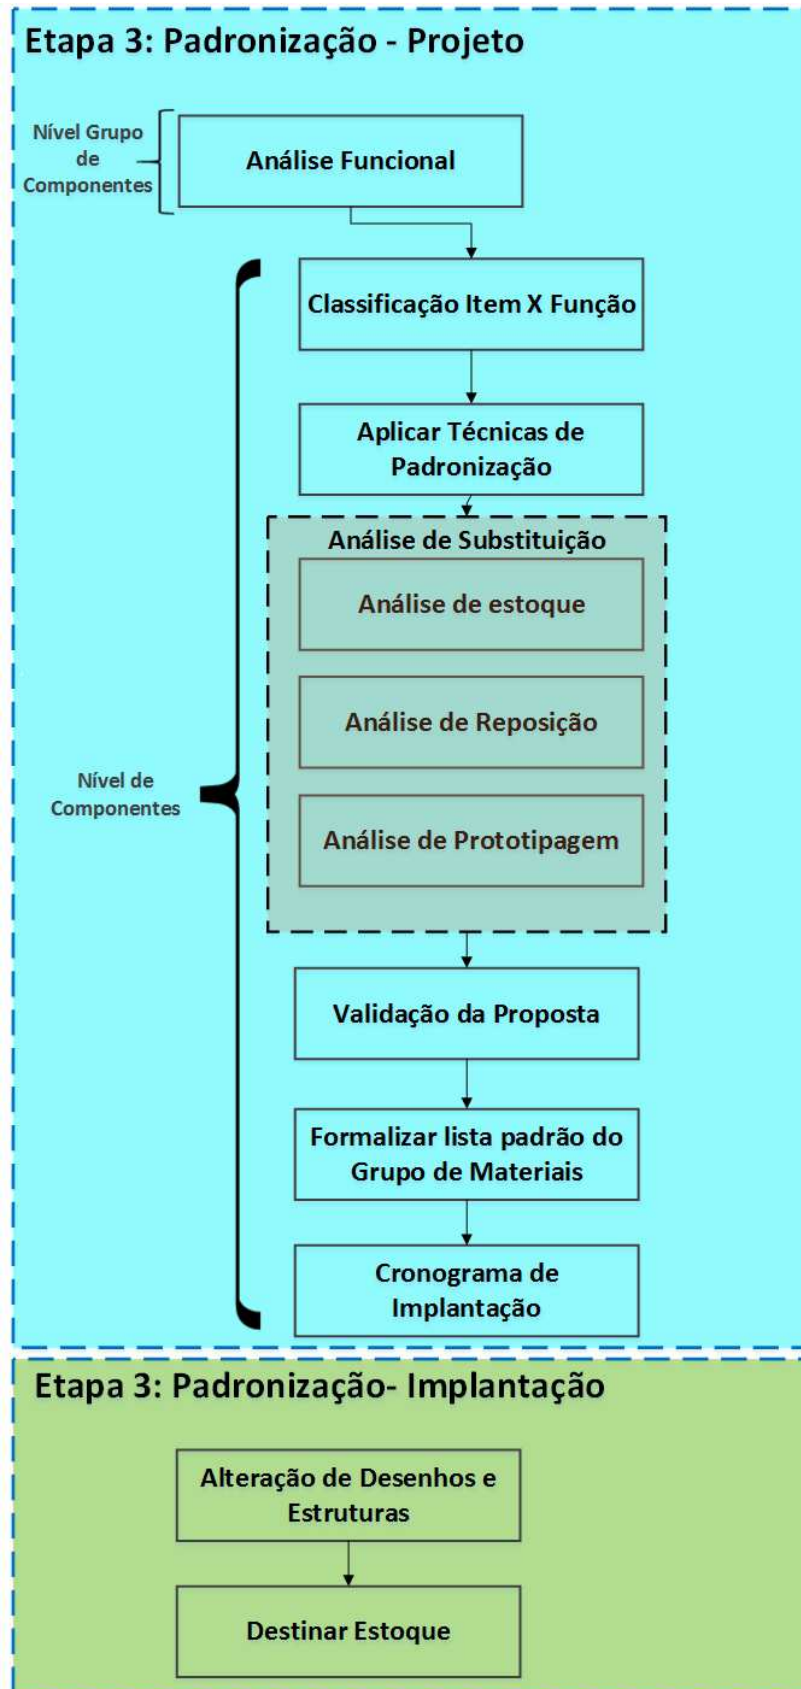 Etapa 3: Padronização - Projeto
Nível Grupo
de
Componentes
Análise Funcional
Classificação Item X Função
Aplicar Técnicas de
Padronização
Análise de Substituição
Análise de estoque
Análise de Reposição
Análise de Prototipagem
Nível de
Componentes
Validação da Proposta
Formalizar lista padrão do
Grupo de Materiais
Cronograma de
Implantação
Etapa 3: Padronização- Implantação
Alteração de Desenhos e
Estruturas
Destinar Estoque